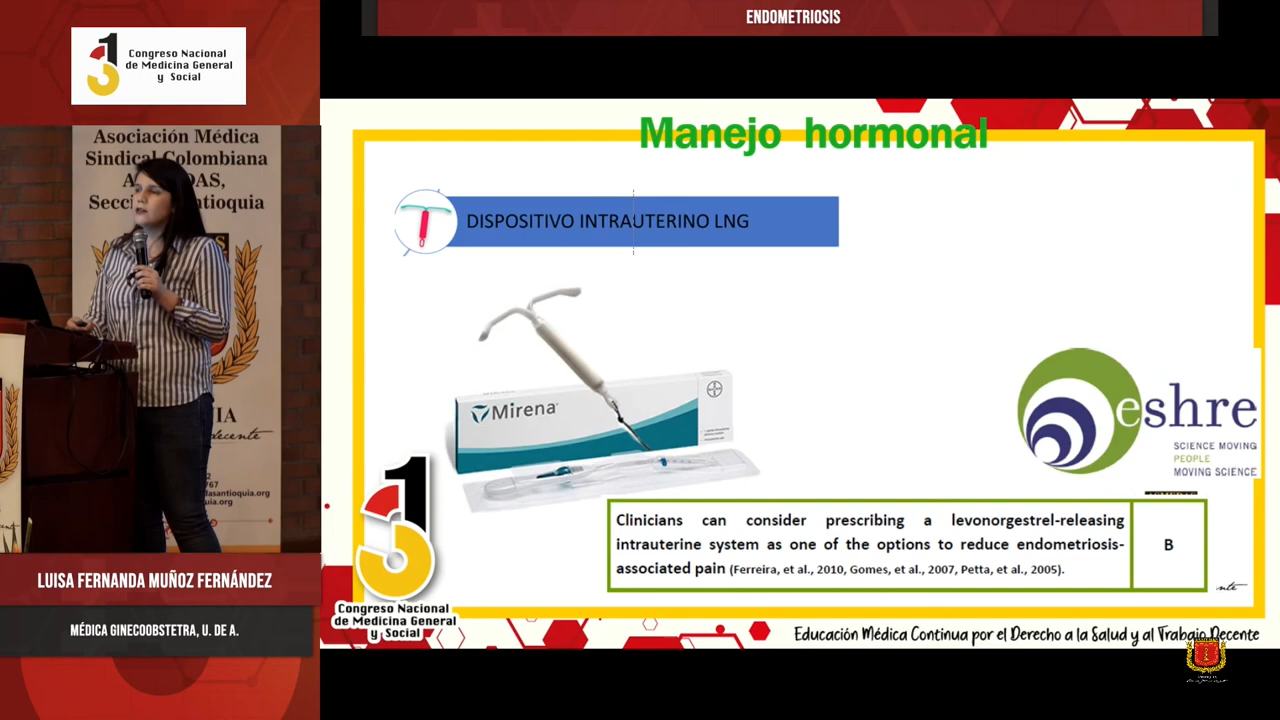 ENDOMETRIOSIS
Congreso Nacional
de Medicina General
y Social
Asociación Médica
Sindical Colombiana
Manejo hormonal
DISPOSITIVO INTRAUTERINO LNG
Mirena
eshre
SCIENCE MOVING
PEOPLE
MOVING SCIENCE
Clinicians can consider prescribing a levonorgestrel-releasing
intrauterine system as one of the options to reduce endometriosis-
associated pain (Ferreira, et al., 2010, Gomes, et al., 2007, Petta, et al., 2005).
B
Congreso Nacional
de Medicina General
y Social
Educación Médica Continua por el Derecho a la Salud y al Trabajo Decente
LUISA FERNANDA MUÑOZ FERNÁNDEZ
MÉDICA GINECOOBSTETRA, U. DE A.